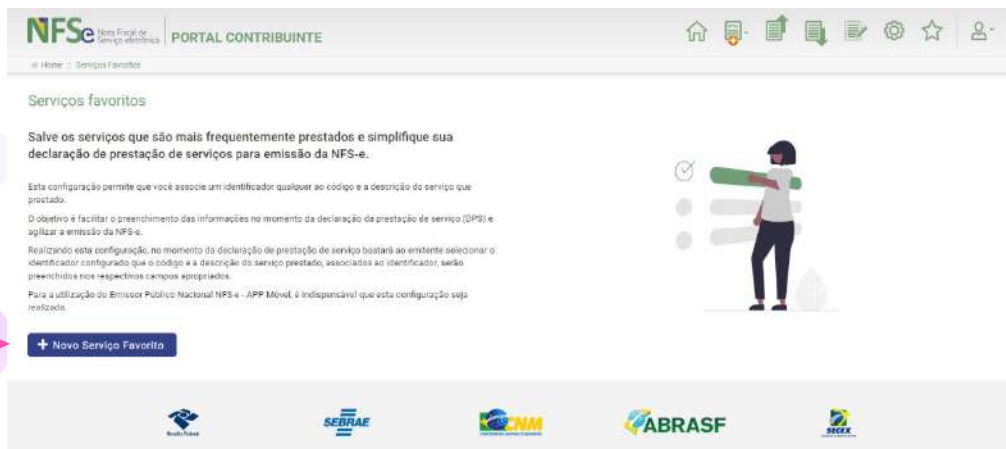 NFSe Nota Fiscal de
Serviço eletrônica
PORTAL CONTRIBUINTE
Home :: Serviços Favoritos
Serviços favoritos
Salve os serviços que são mais frequentemente prestados e simplifique sua
declaração de prestação de serviços para emissão da NFS-e.
Esta configuração permite que você associe um identificador qualquer ao código e a descrição do serviço que
prestado.
O objetivo é facilitar o preenchimento das informações no momento da declaração da prestação de serviço (DPS) e
agilizar a emissão da NFS-e.
Realizando esta configuração, no momento da declaração de prestação de serviço bastará ao emitente selecionar o
identificador configurado que o código e a descrição do serviço prestado, associados ao identificador, serão
preenchidos nos respectivos campos apropriados.
Para a utilização do Emissor Público Nacional NFS-e - APP Móvel, é indispensável que esta configuração seja
realizada.
+ Novo Serviço Favorito
Receita Federal
SEBRAE
CNM
ABRASF
SECEX